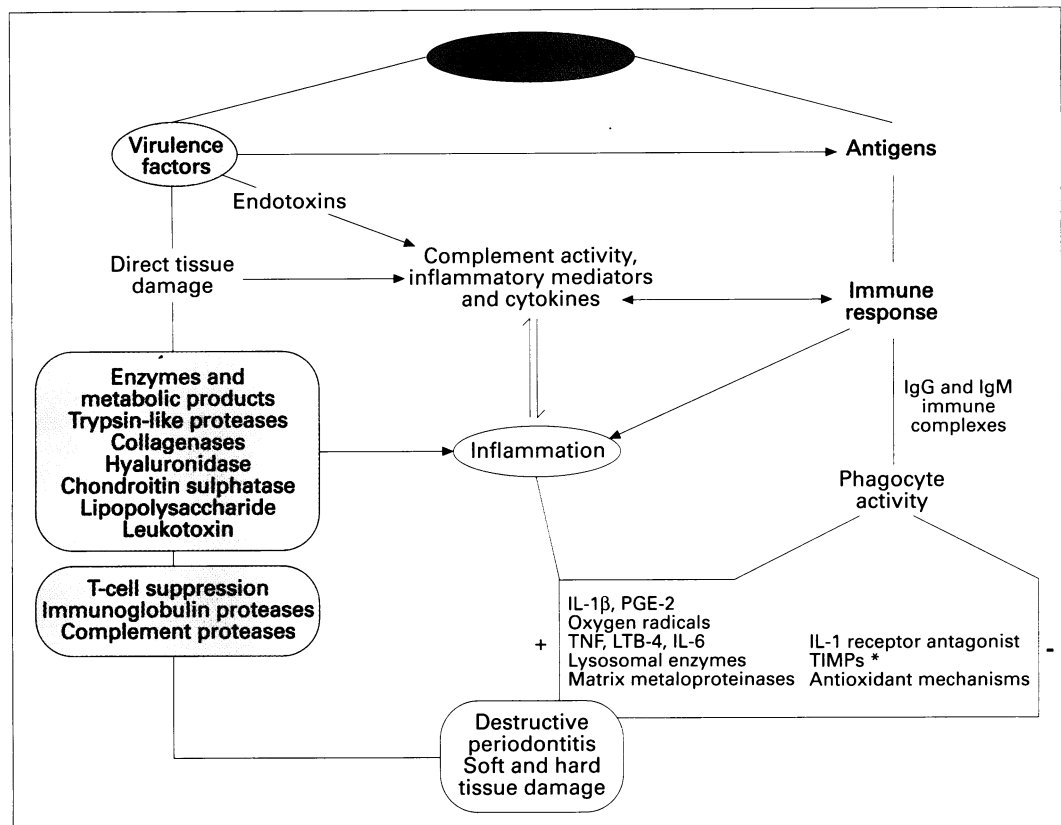 Virulence
factors
Antigens
Endotoxins
Direct tissue
damage
Complement activity,
inflammatory mediators
and cytokines
Immune
response
Enzymes and
metabolic products
Trypsin-like proteases
Collagenases
Hyaluronidase
Chondroitin sulphatase
Lipopolysaccharide
Leukotoxin
IgG and IgM
immune
complexes
Inflammation
Phagocyte
activity
T-cell suppression
Immunoglobulin proteases
Complement proteases
+
IL-1β, PGE-2
Oxygen radicals
TNF, LTB-4, IL-6
Lysosomal enzymes
Matrix metaloproteinases
IL-1 receptor antagonist
TIMPs *
Antioxidant mechanisms
-
Destructive
periodontitis
Soft and hard
tissue damage